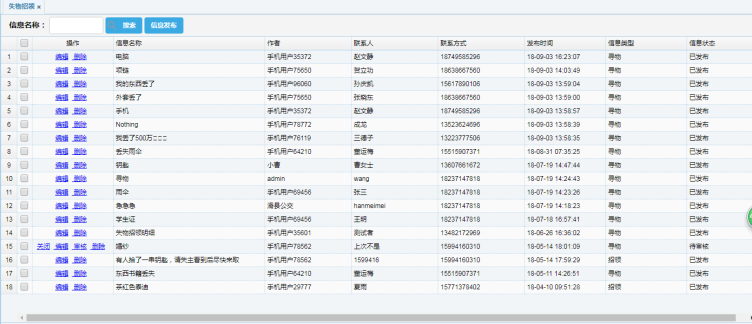 失物招领 ×
信息名称： 搜索 信息发布
操作 信息名称 作者 联系人 联系方式 发布时间 信息类型 信息状态
1 编辑 删除 电脑 手机用户35372 赵文静 18749585296 18-09-03 16:23:07 寻物 已发布
2 编辑 删除 项链 手机用户75650 登立功 18638667560 18-09-03 14:03:49 寻物 已发布
3 编辑 删除 我的东西丢了 手机用户96060 孙庆凯 15617890106 18-09-03 13:59:04 寻物 已发布
4 编辑 删除 外套丢了 手机用户75650 张晓东 18638667560 18-09-03 13:59:00 寻物 已发布
5 编辑 删除 手机 手机用户35372 赵文静 18749585296 18-09-03 13:58:57 寻物 已发布
6 编辑 删除 Nothing 手机用户78772 成龙 13523624695 18-09-03 13:58:39 寻物 已发布
7 编辑 删除 我丢了500万□□□ 手机用户76119 王德子 13223777506 18-09-03 13:58:35 寻物 已发布
8 编辑 删除 丢失雨伞 手机用户64210 董运梅 15515907371 18-08-31 07:35:25 寻物 已发布
9 编辑 删除 钥匙 小曹 曹女士 13607661672 18-07-19 14:47:44 寻物 已发布
10 编辑 删除 寻物 admin wang 18237147818 18-07-19 14:24:43 寻物 已发布
11 编辑 删除 雨伞 手机用户69456 张三 18237147818 18-07-19 14:23:26 寻物 已发布
12 编辑 删除 急急急 滑县公交 hanmeimei 18237147818 18-07-19 14:18:23 寻物 已发布
13 编辑 删除 学生证 手机用户69456 王明 18237147818 18-07-18 16:57:41 寻物 已发布
14 编辑 删除 失物招领明细 手机用户35601 测试者 13482172969 18-06-26 16:36:02 寻物 已发布
15 关闭 编辑 审核 删除 婚纱 手机用户78562 上次不是 15994160310 18-05-14 18:01:09 寻物 待审核
16 编辑 删除 有人捡了一串钥匙，请失主看到后尽快来取 手机用户78562 1599416 15994160310 18-05-14 17:59:29 招领 已发布
17 编辑 删除 东西书籍丢失 手机用户64210 董运梅 15515907371 18-05-11 14:26:51 寻物 已发布
18 编辑 删除 茶红色泰迪 手机用户29777 夏雨 15771378402 18-04-10 09:51:28 招领 已发布